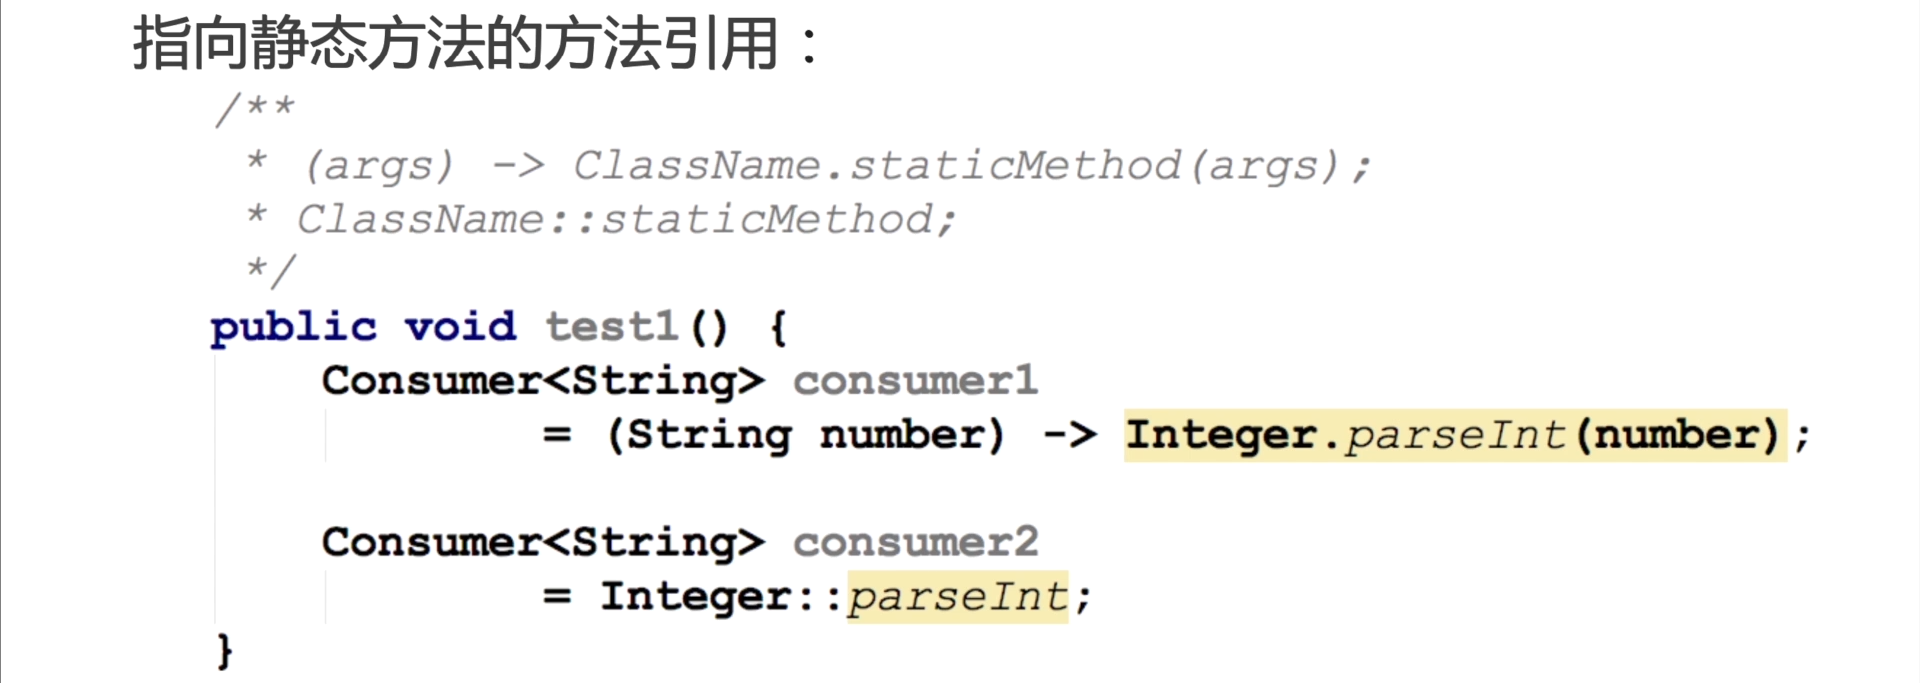 指向静态方法的方法引用：
/**
 * (args) -> ClassName.staticMethod(args);
 * ClassName::staticMethod;
 */
public void test1() {
    Consumer<String> consumer1
            = (String number) -> Integer.parseInt(number);
    Consumer<String> consumer2
            = Integer::parseInt;
}